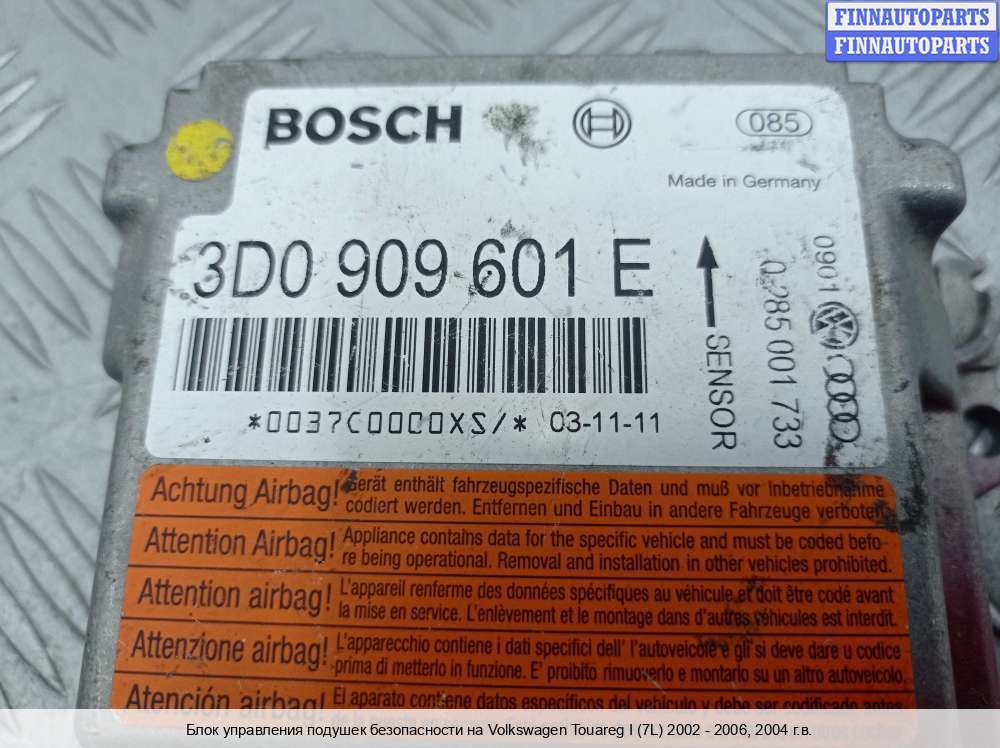 FINNAUTOPARTS
FINNAUTOPARTS
BOSCH
085
Made in Germany
3D0 909 601 E
SENSOR
0 285 001 733
0901
*0037C0000XS/* 03-11-11
Achtung Airbag! Gerät enthält fahrzeugspezifische Daten und muß vor Inbetriebnahme
codiert werden. Entfernen und Einbau in andere Fahrzeuge verboten.
Attention Airbag! Appliance contains data for the specific vehicle and must be coded befo-
re being operational. Removal and installation in other vehicles prohibited.
Attention airbag! L'appareil renferme des données spécifiques au véhicule et doit être codé avant
la mise en service. L'enlèvement et le montage dans d'autres véhicules est interdit.
Attenzione airbag! L'apparecchio contiene i dati specifici dell' l'autoveicolo e gli si deve dare u codice
prima di metterlo in funzione. E' proibito rimuoverlo e montarlo su un altro autoveicolo.
Atención airbag! El aparato contiene datos específicos del vehículo y debe ser codificado antes
Блок управления подушек безопасности на Volkswagen Touareg I (7L) 2002 - 2006, 2004 г.в.